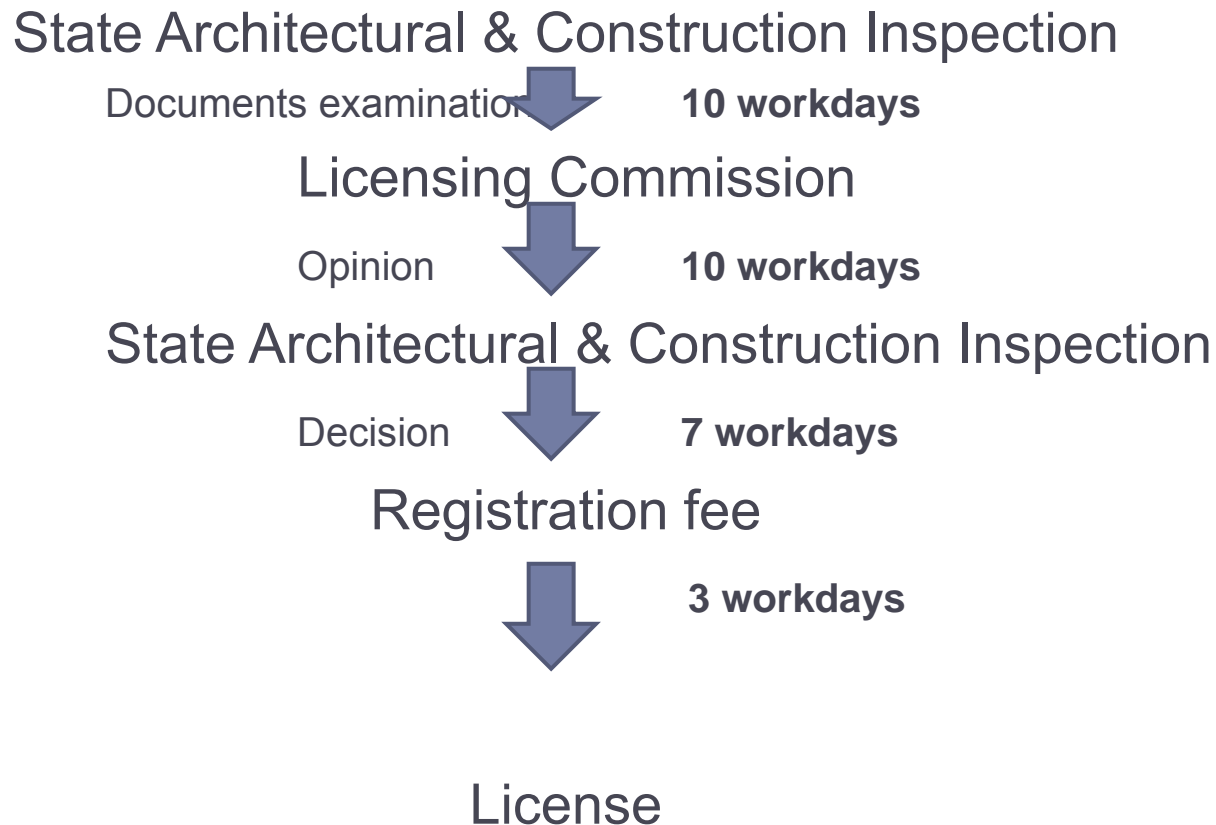 State Architectural & Construction Inspection
Documents examination 10 workdays
Licensing Commission
Opinion 10 workdays
State Architectural & Construction Inspection
Decision 7 workdays
Registration fee
3 workdays
License